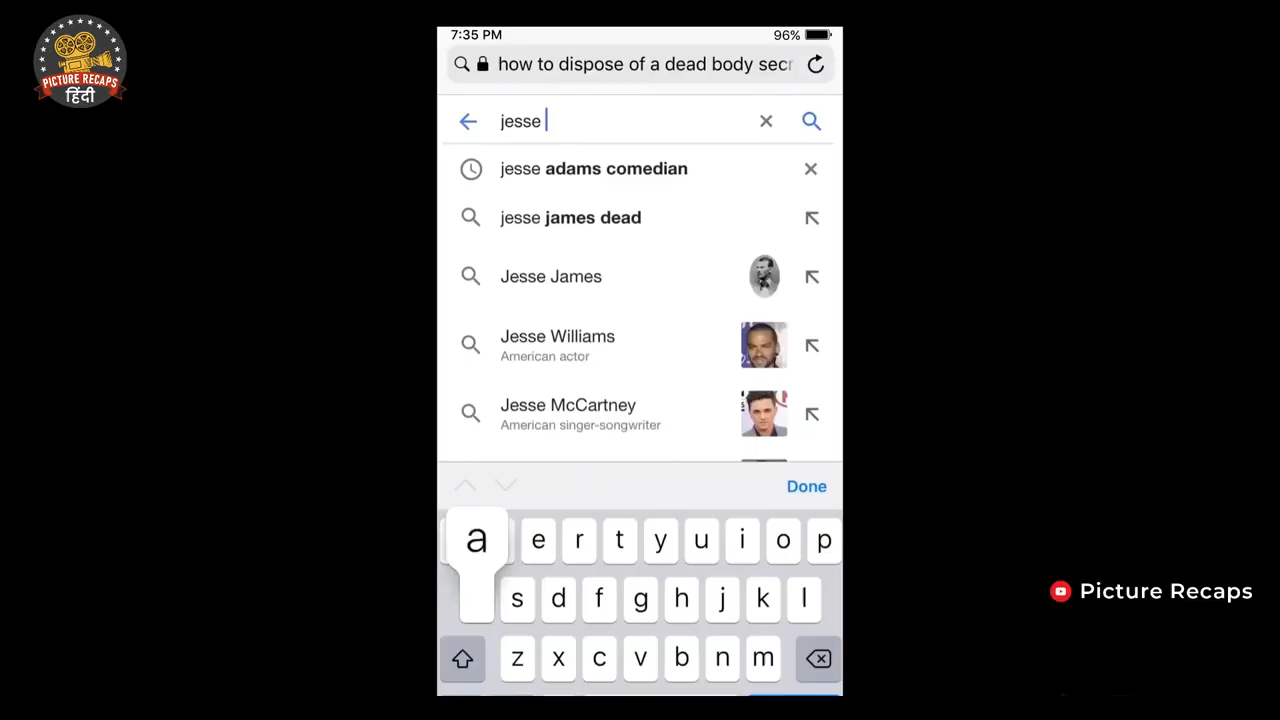 PICTURE RECAPS
हिंदी
7:35 PM
96%
how to dispose of a dead body secr
jesse
jesse adams comedian
jesse james dead
Jesse James
Jesse Williams
American actor
Jesse McCartney
American singer-songwriter
Done
a e r t y u i o p
s d f g h j k l
z x c v b n m
Picture Recaps